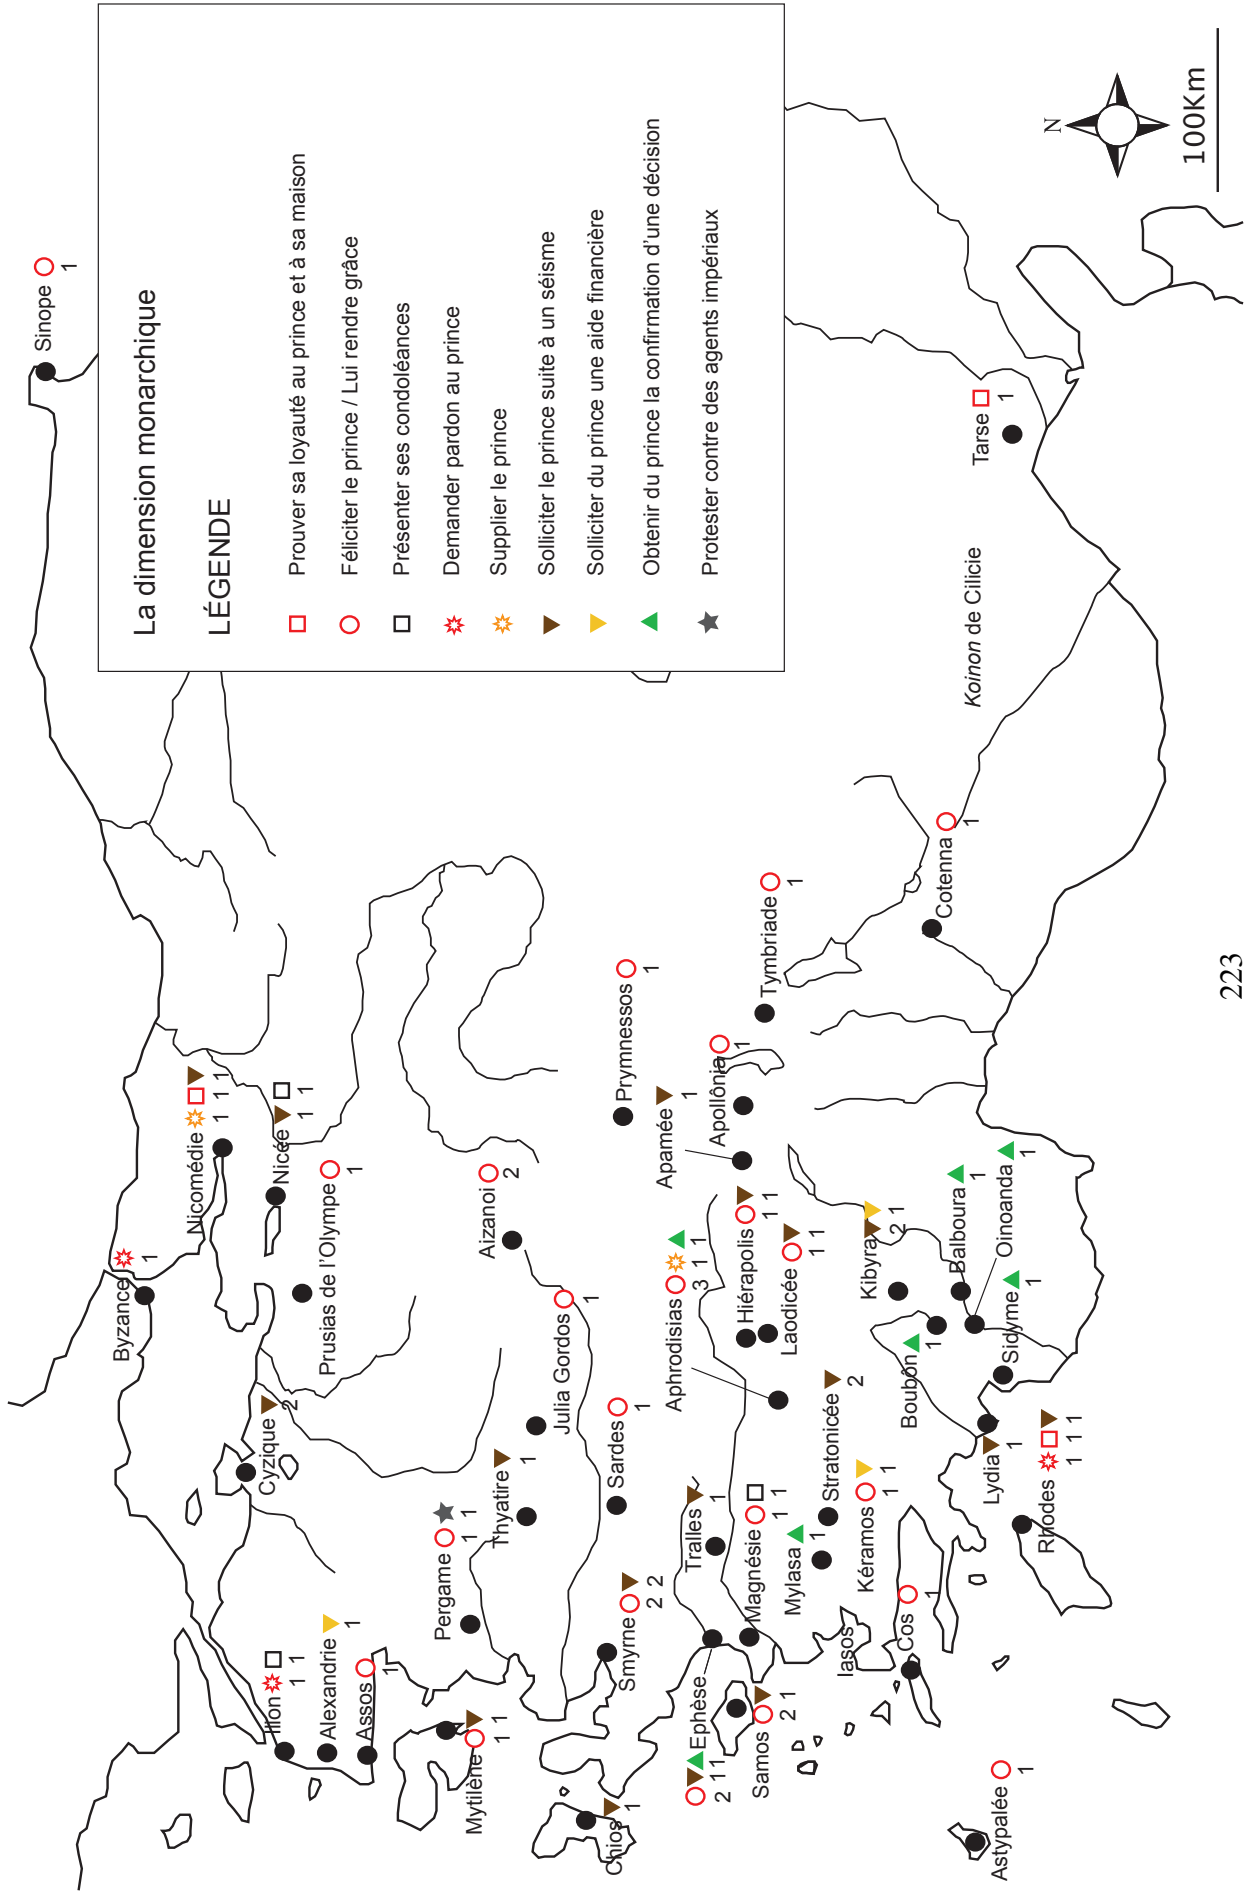 La dimension monarchique
LÉGENDE
Prouver sa loyauté au prince et à sa maison
Féliciter le prince / Lui rendre grâce
Présenter ses condoléances
Demander pardon au prince
Supplier le prince
Solliciter le prince suite à un séisme
Solliciter du prince une aide financière
Obtenir du prince la confirmation d'une décision
Protester contre des agents impériaux
Sinope
1
Byzance
1
Nicomédie
1 1 1
Nicée
1 1
Cyzique
2
Prusias de l'Olympe
1
Ilion
1 1
Alexandrie
1
Assos
1
Pergame
1 1
Mytilène
1 1
Thyatire
1
Aizanoi
2
Julia Gordos
1
Sardes
1
Smyrne
2 2
Chios
1
Prymnessos
1
Apamée
1
Apollônia
1
Tymbriade
1
Aphrodisias
3 1 1
Hiérapolis
1 1
Laodicée
1 1
Tralles
1
Magnésie
1 1
Ephèse
2 1 1
Samos
2 1
Mylasa
1
Stratonicée
2
Kéramos
1 1
Iasos
Cos
1
Kibyra
2 1
Boubôn
1
Balboura
1
Oinoanda
1
Sidyme
1
Lydia
1
Rhodes
1 1 1
Astypalée
1
Cotenna
1
Koinon de Cilicie
Tarse
1
N
100Km
223